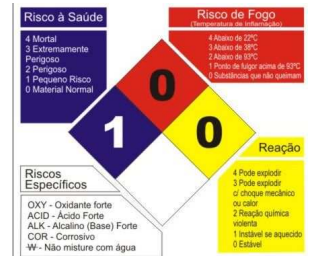 Risco à Saúde
4 Mortal
3 Extremamente
Perigoso
2 Perigoso
1 Pequeno Risco
0 Material Normal
Risco de Fogo
(Temperatura de inflamação)
4 Abaixo de 22ºC
3 Abaixo de 38ºC
2 Abaixo de 93ºC
1 Ponto de fulgor acima de 93ºC
0 Substâncias que não queimam
0
1
0
Reação
4 Pode explodir
3 Pode explodir
c/ choque mecânico
ou calor
2 Reação química
violenta
1 Instável se aquecido
0 Estável
Riscos
Específicos
OXY - Oxidante forte
ACID - Ácido Forte
ALK - Alcalino (Base) Forte
COR - Corrosivo
W - Não misture com água